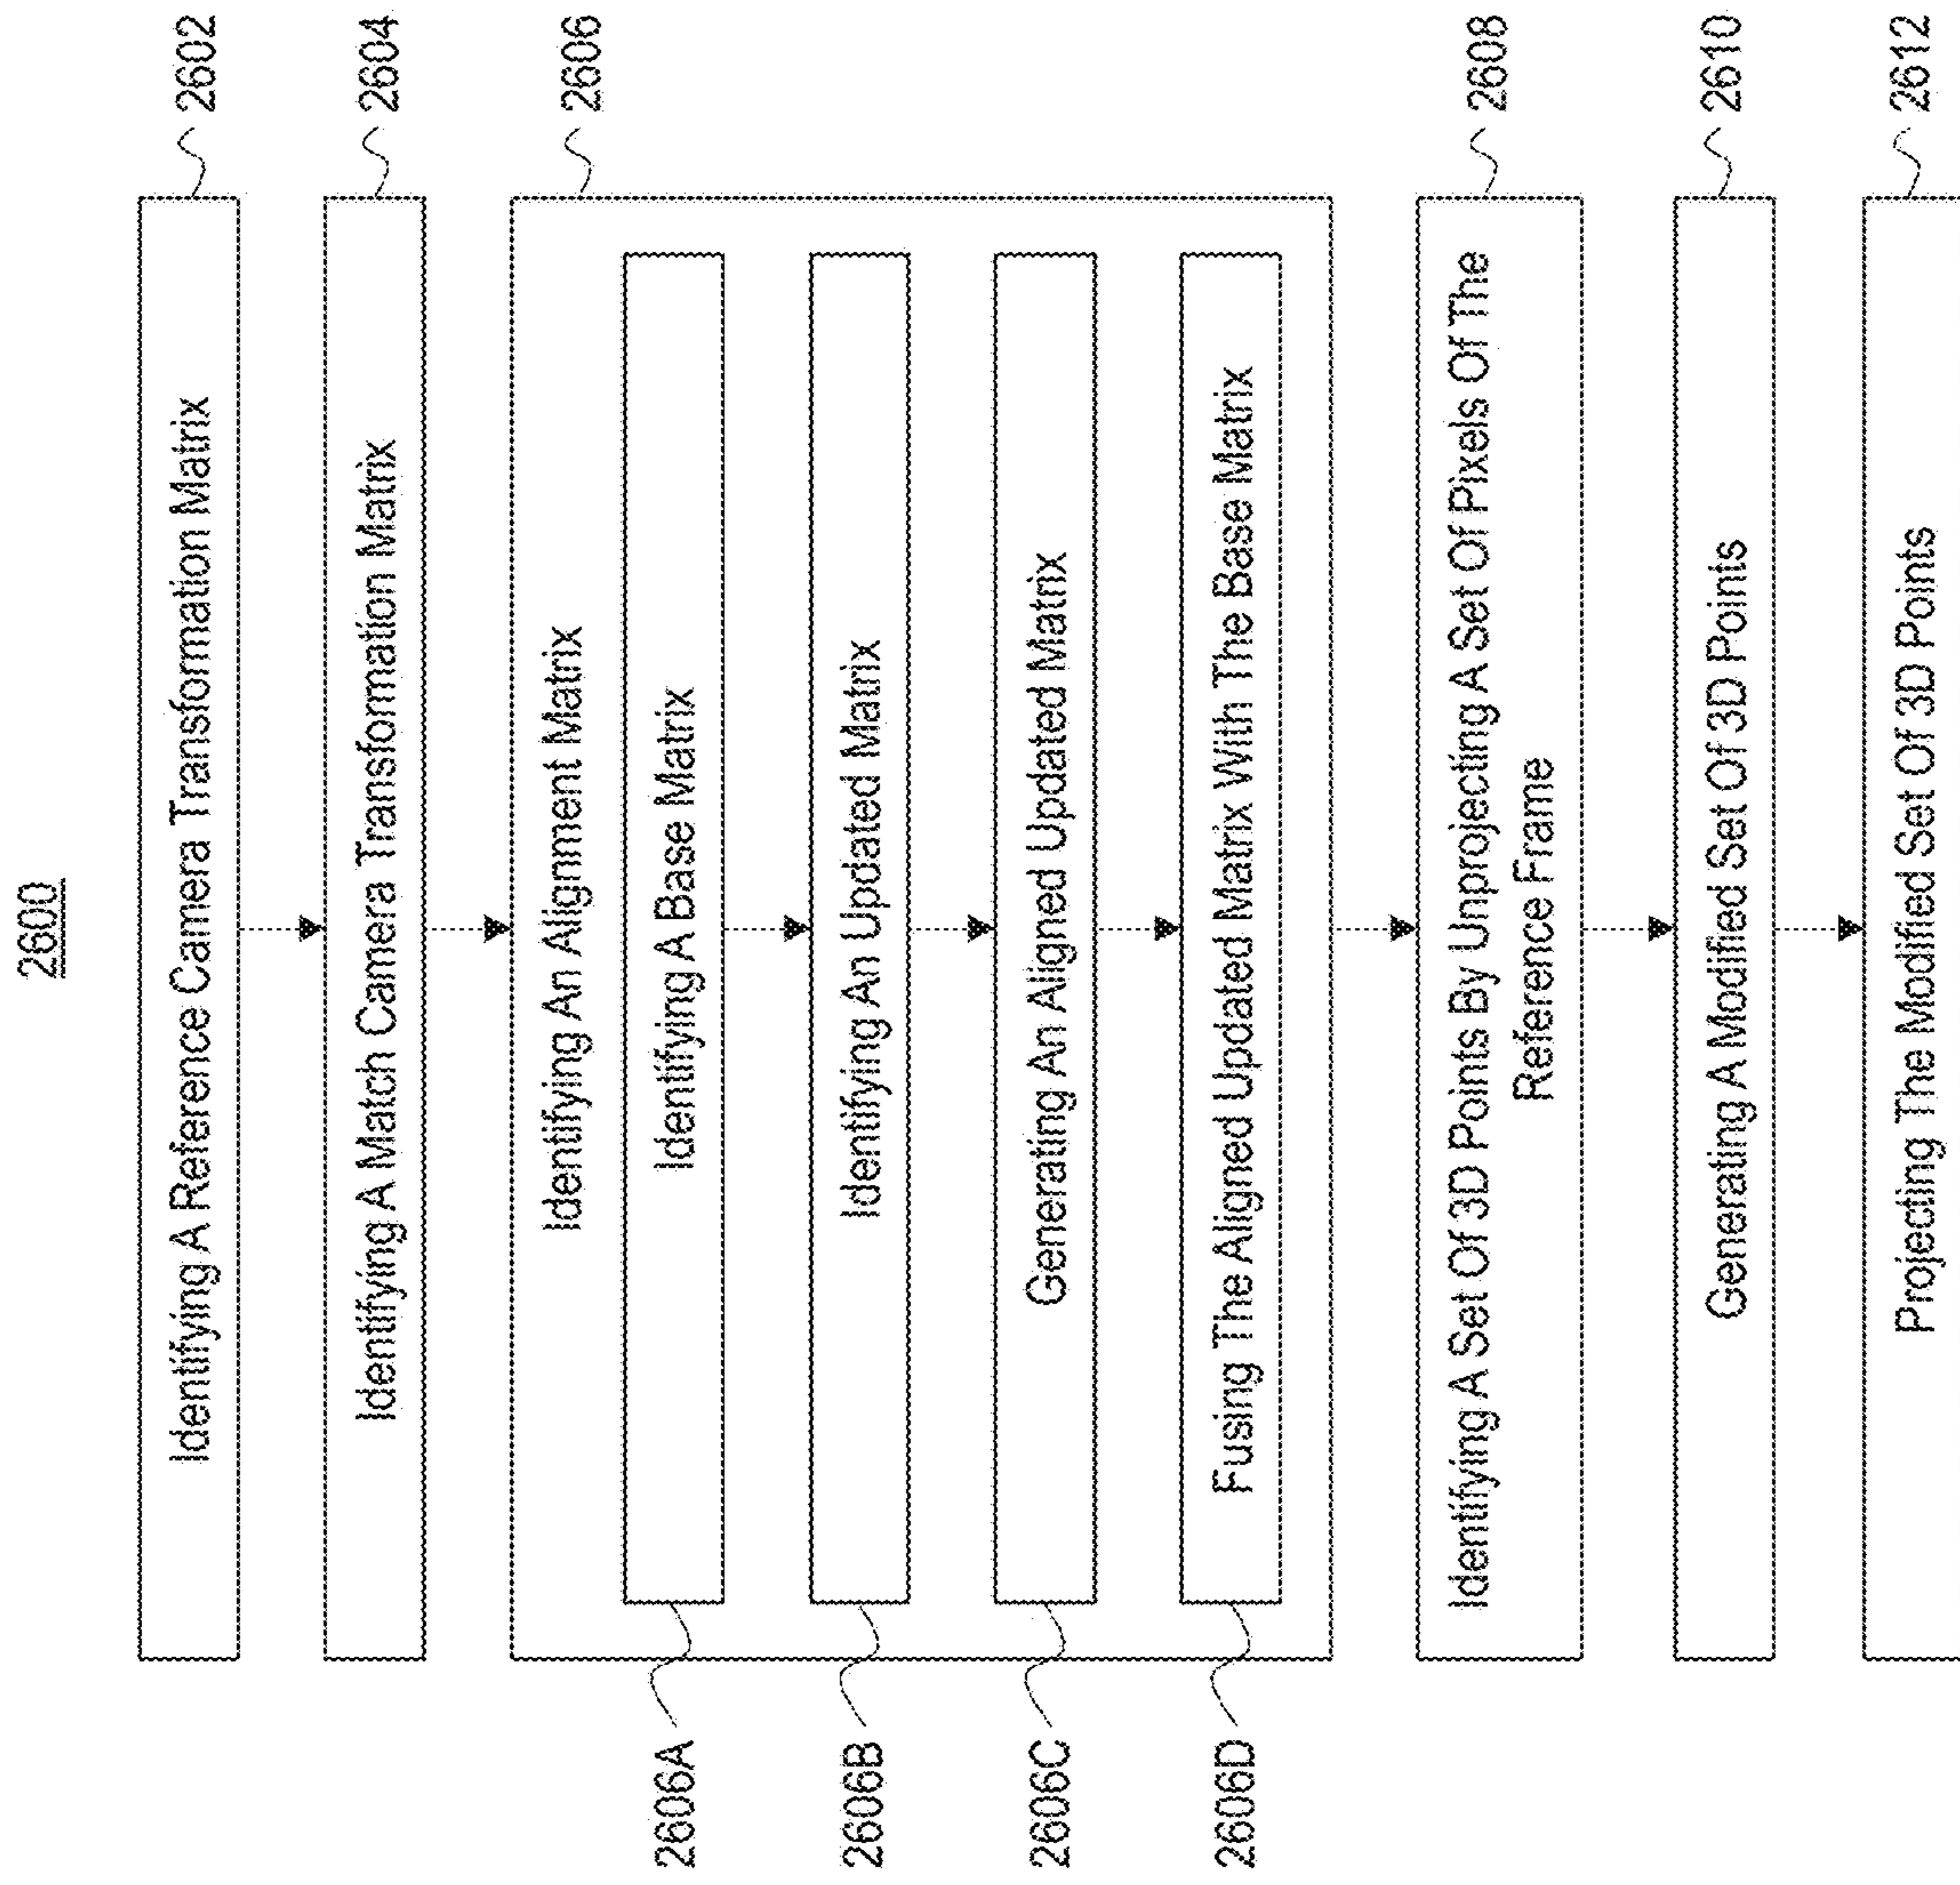 2600
Identifying A Reference Camera Transformation Matrix
2602
Identifying A Match Camera Transformation Matrix
2604
Identifying An Alignment Matrix
2606
Identifying A Base Matrix
2606A
Identifying An Updated Matrix
2606B
Generating An Aligned Updated Matrix
2606C
Fusing The Aligned Updated Matrix With The Base Matrix
2606D
Identifying A Set Of 3D Points By Unprojecting A Set Of Pixels Of The
Reference Frame
2608
Generating A Modified Set Of 3D Points
2610
Projecting The Modified Set Of 3D Points
2612